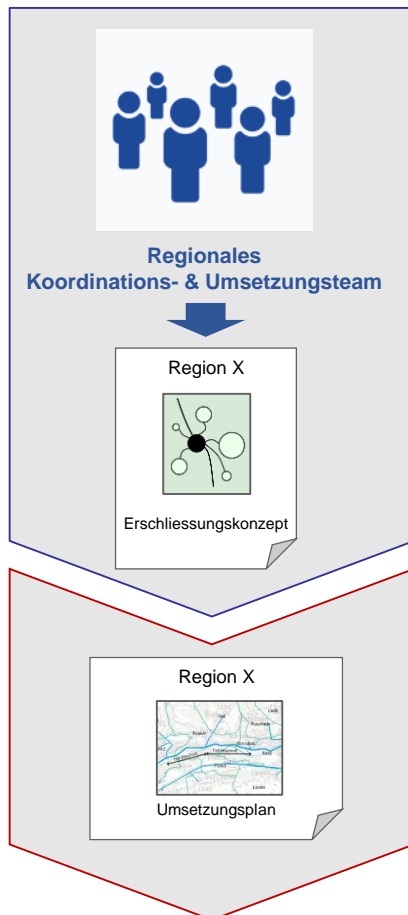 Regionales
Koordinations- & Umsetzungsteam
Region X
Erschliessungskonzept
Region X
Umsetzungsplan